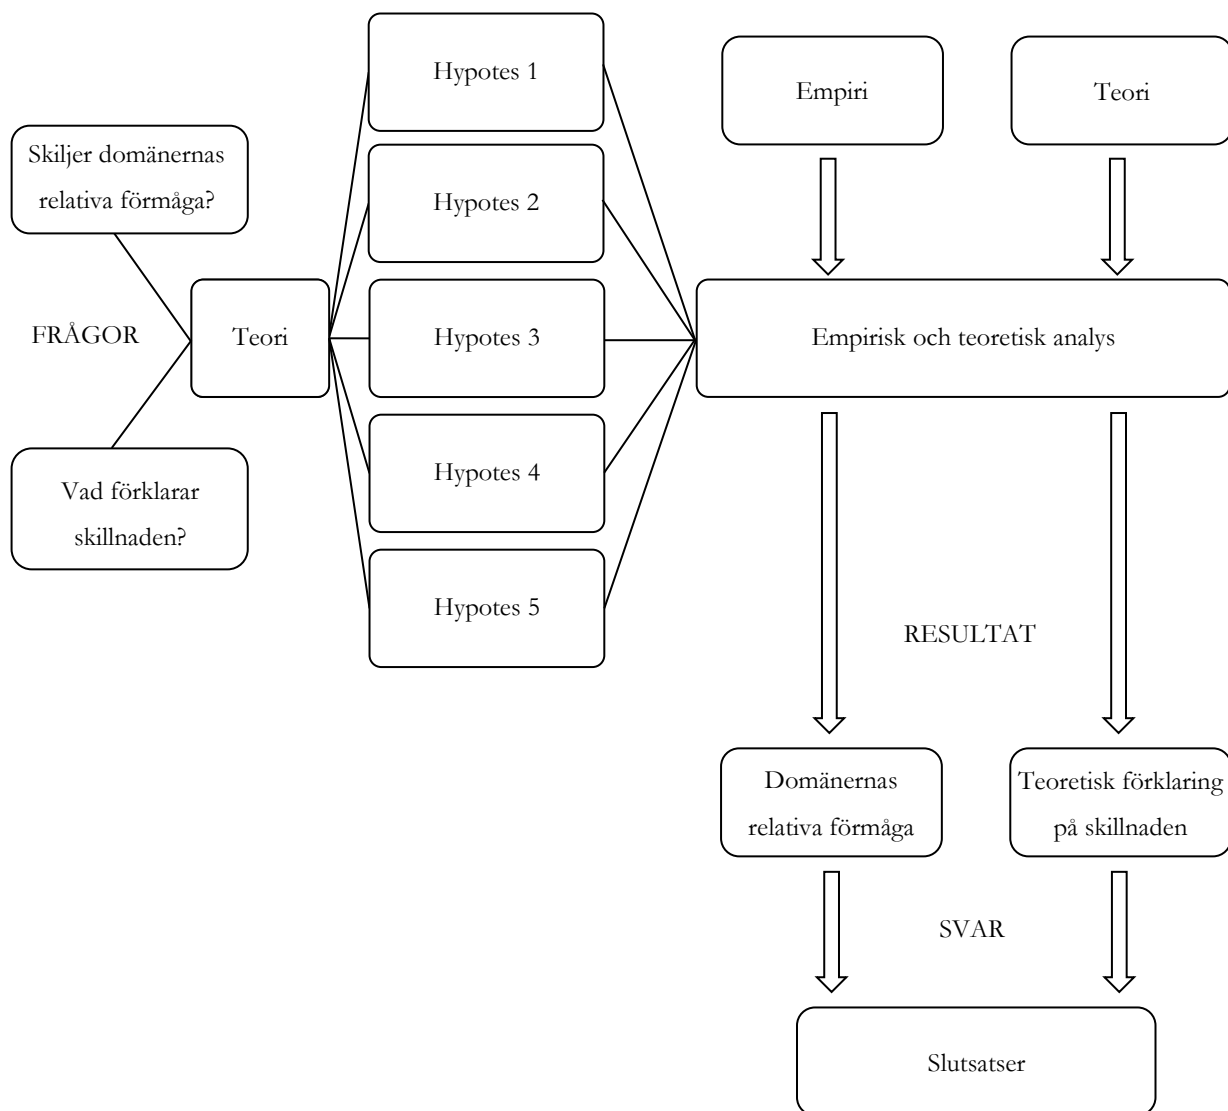 Skiljer domänernas
relativa förmåga?
FRÅGOR
Vad förklarar
skillnaden?
Teori
Hypotes 1
Hypotes 2
Hypotes 3
Hypotes 4
Hypotes 5
Empiri
Teori
Empirisk och teoretisk analys
RESULTAT
Domänernas
relativa förmåga
Teoretisk förklaring
på skillnaden
SVAR
Slutsatser